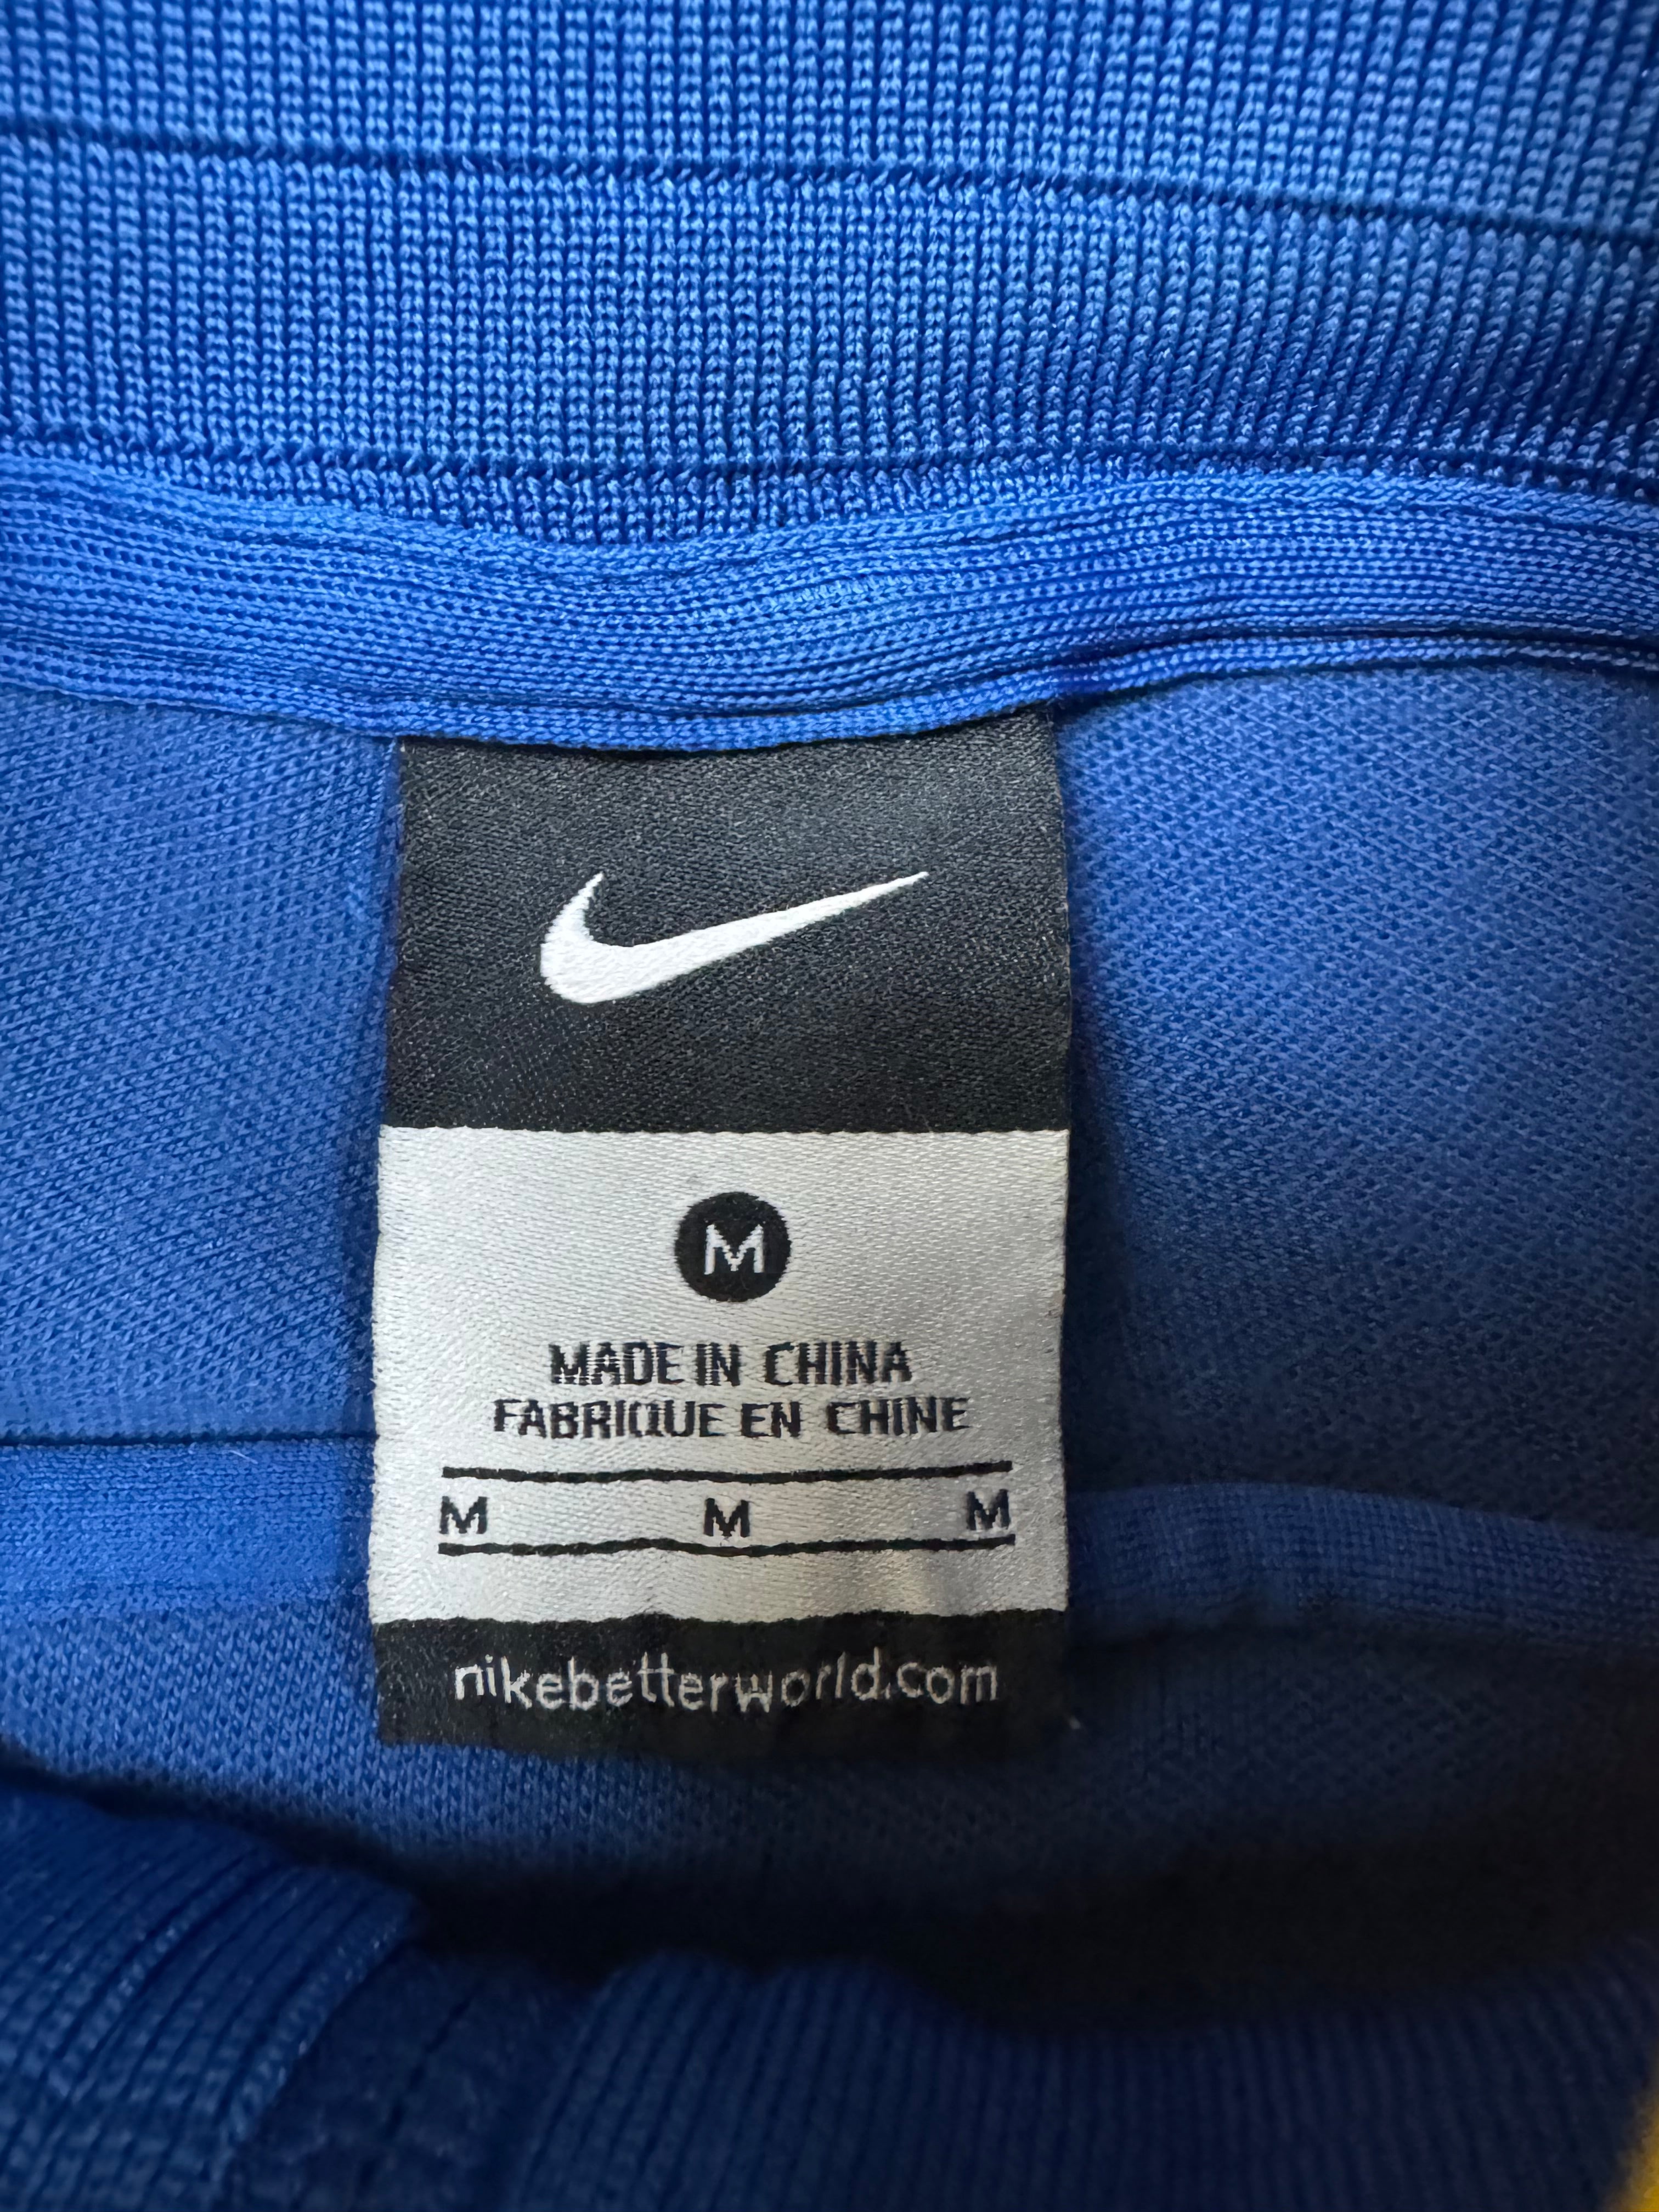 M
MADE IN CHINA
FABRIQUE EN CHINE
M M M
nikebetterworld.com